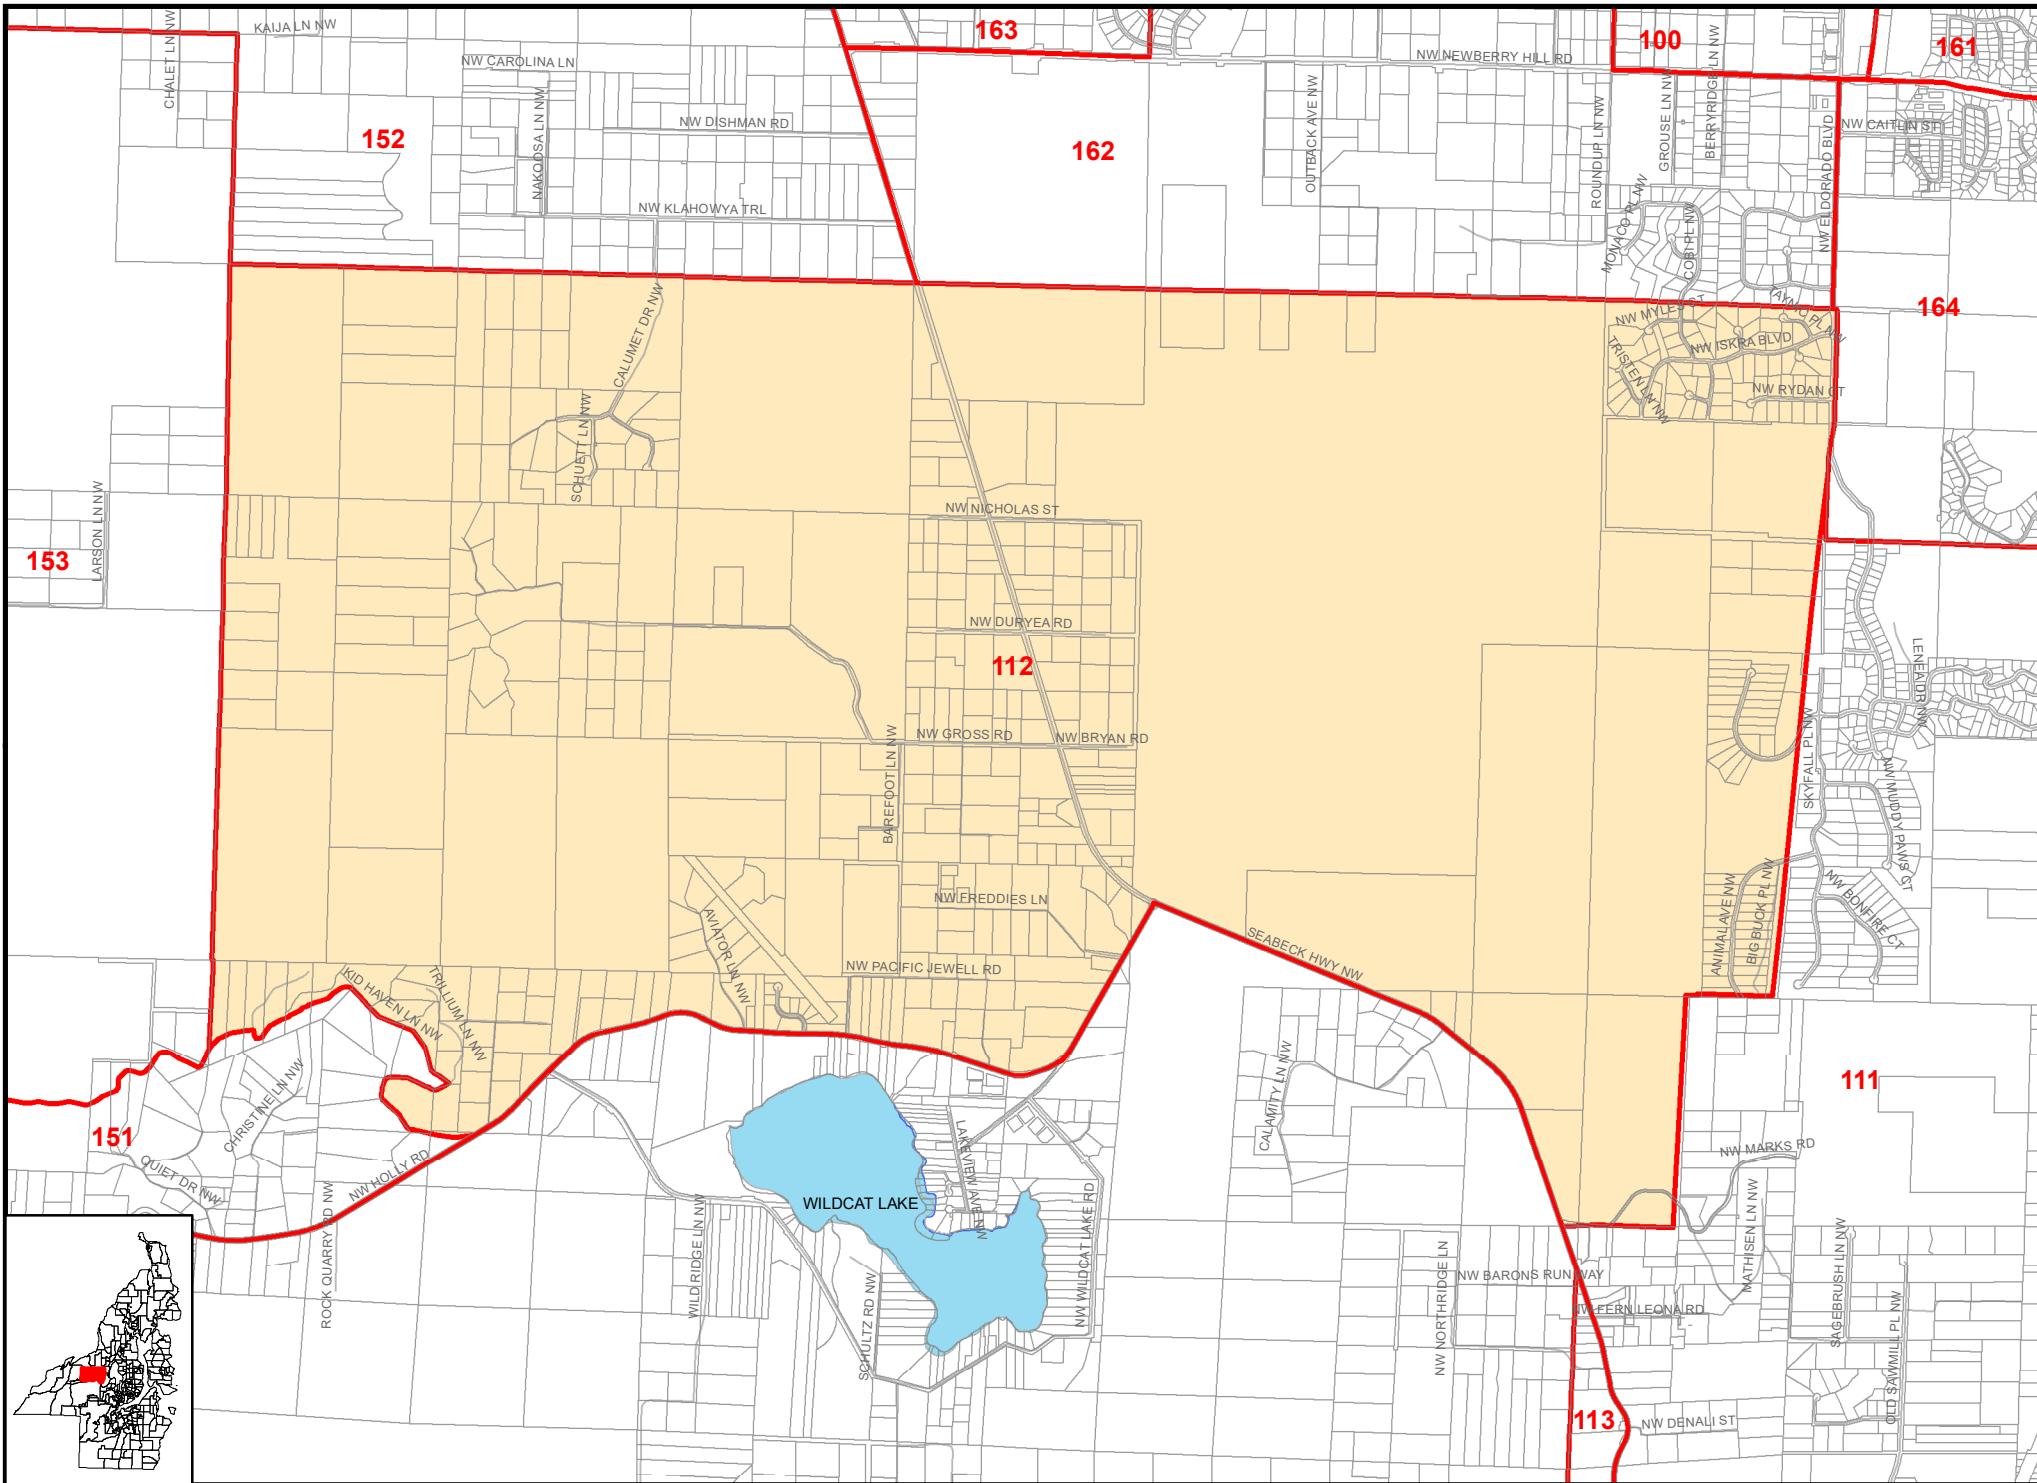 KAIJA LN NW
163
NW NEWBERRY HILL RD
100
161
CHALET LN NW
NW CAROLINA LN
NAKOOSA LN NW
NW DISHMAN RD
152
162
OUTBACK AVE NW
ROUNDUP LN NW
GROUSE LN NW
BERRYRIDGE LN NW
NW ELDORADO BLVD
NW CAITLIN ST
NW KLAHOWYA TRL
MONACO PL NW
COBI PL NW
164
CALUMET DR NW
NW MYLES CT
TAYNIC PL NW
NW ISKRA BLVD
TRISTEN LN NW
NW RYDAN CT
SCHUETT LN NW
LARSON LN NW
153
NW NICHOLAS ST
NW DURYEA RD
112
LENEA DR NW
NW GROSS RD
NW BRYAN RD
BAREFOOT LN NW
SKYFALL PL NW
NW MUDDY PAWS CT
NW FREDDIES LN
AVIATOR LN NW
SEABECK HWY NW
ANIMAL AVE NW
BIG BUCK PL NW
NW BONFIRE CT
NW PACIFIC JEWELL RD
KID HAVEN LN NW
TRILLIUM LN NW
CHRISTINE LN NW
CALAMITY LN NW
111
151
QUIET DR NW
NW HOLLY RD
ROCK QUARRY RD NW
LAKEVIEW AVE NW
WILDCAT LAKE
NW WILDCAT LAKE RD
WILD RIDGE LN NW
SCHULTZ RD NW
NW MARKS RD
MATHISEN LN NW
NW NORTHRIDGE LN
NW BARONS RUN WAY
NW FERN LEONA RD
SAGEBRUSH LN NW
OLD SAWMILL PL NW
113
NW DENALI ST